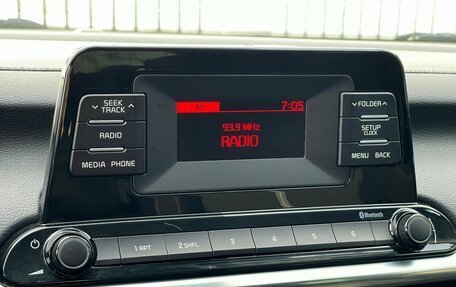 SEEK
TRACK
RADIO
MEDIA PHONE
FM1 7:05
93.9 MHz
RADIO
FOLDER
SETUP
CLOCK
MENU BACK
Bluetooth
1 RPT 2 SHFL 3 4 5 6